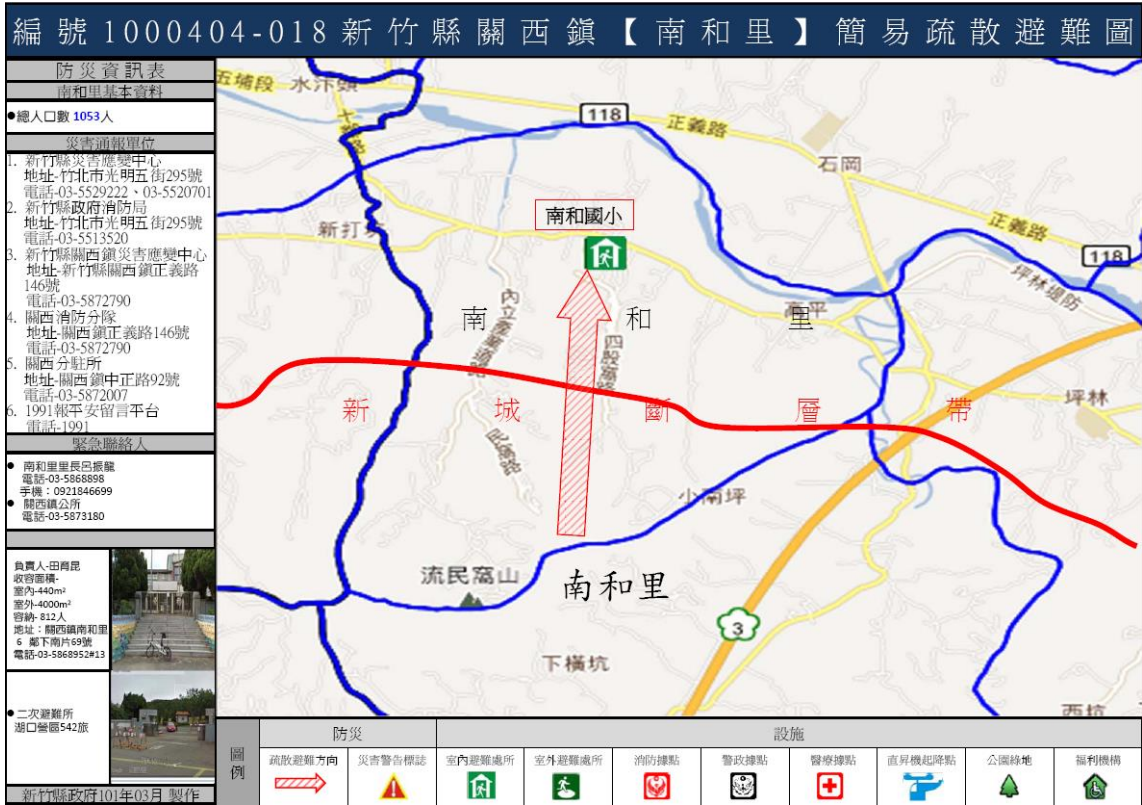 編號1000404-018新竹縣關西鎮【南和里】簡易疏散避難圖
防災資訊表
南和里基本資料
●總人口數 1053人
災害通報單位
1. 新竹縣災害應變中心
地址-竹北市光明五街295號
電話-03-5529222、03-5520701
2. 新竹縣政府消防局
地址-竹北市光明五街295號
電話-03-5513520
3. 新竹縣關西鎮災害應變中心
地址-新竹縣關西鎮正義路
146號
電話-03-5872790
4. 關西消防分隊
地址-關西鎮正義路146號
電話-03-5872790
5. 關西分駐所
地址-關西鎮中正路92號
電話-03-5872007
6. 1991報平安留言平台
電話-1991
緊急聯絡人
● 南和里里長呂振龍
電話-03-5868898
手機：0921846699
● 關西鎮公所
電話-03-5873180
負責人-田育昆
收容面積-
室內-440m²
室外-4000m²
容納- 812人
地址：關西鎮南和里
6 鄰下南片69號
電話-03-5868952#13
●二次避難所
湖口營區542旅
新竹縣政府101年03月 製作
五埔段
水汴頭
十六張路
118
正義路
石岡
南和國小
新打坑
正義路
118
坪林堤防
南 和 里
高平
內立產業道路
四股窩路
新 城 斷 層 帶
坪林
民揚路
小南坪
流民窩山
南和里
3
下橫坑
西坑
圖例
防災
設施
疏散避難方向
災害警告標誌
室內避難處所
室外避難處所
消防據點
警政據點
醫療據點
直昇機起降點
公園綠地
福利機構